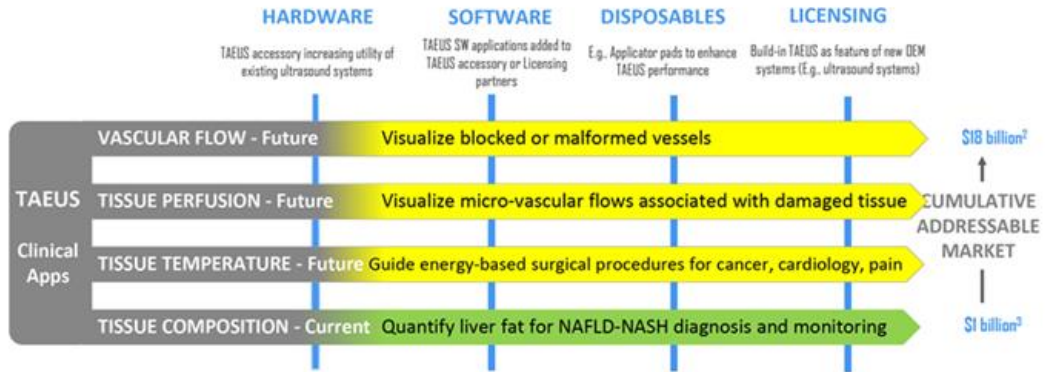 HARDWARE
SOFTWARE
DISPOSABLES
LICENSING
TAEUS accessory increasing utility of
existing ultrasound systems
TAEUS SW applications added to
TAEUS accessory or Licensing
partners
E.g., Applicator pads to enhance
TAEUS performance
Build-in TAEUS as feature of new OEM
systems (E.g., ultrasound systems)
TAEUS
Clinical
Apps
VASCULAR FLOW - Future
Visualize blocked or malformed vessels
TISSUE PERFUSION - Future
Visualize micro-vascular flows associated with damaged tissue
TISSUE TEMPERATURE - Future
Guide energy-based surgical procedures for cancer, cardiology, pain
TISSUE COMPOSITION - Current
Quantify liver fat for NAFLD-NASH diagnosis and monitoring
$18 billion²
CUMULATIVE
ADDRESSABLE
MARKET
$1 billion³